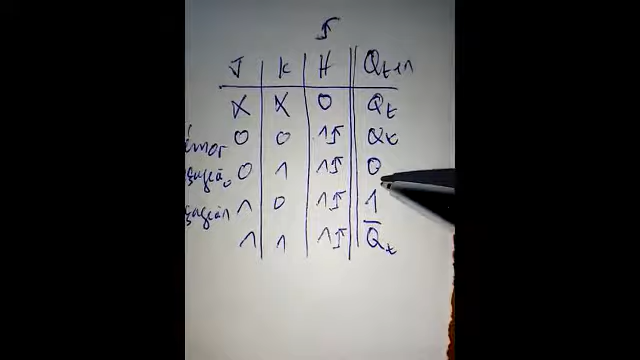 ↑
J K H Qt+1
X X 0 Qt
0 0 1↑ Qt
0 1 1↑ 0
1 0 1↑ 1
1 1 1↑ Q̅t